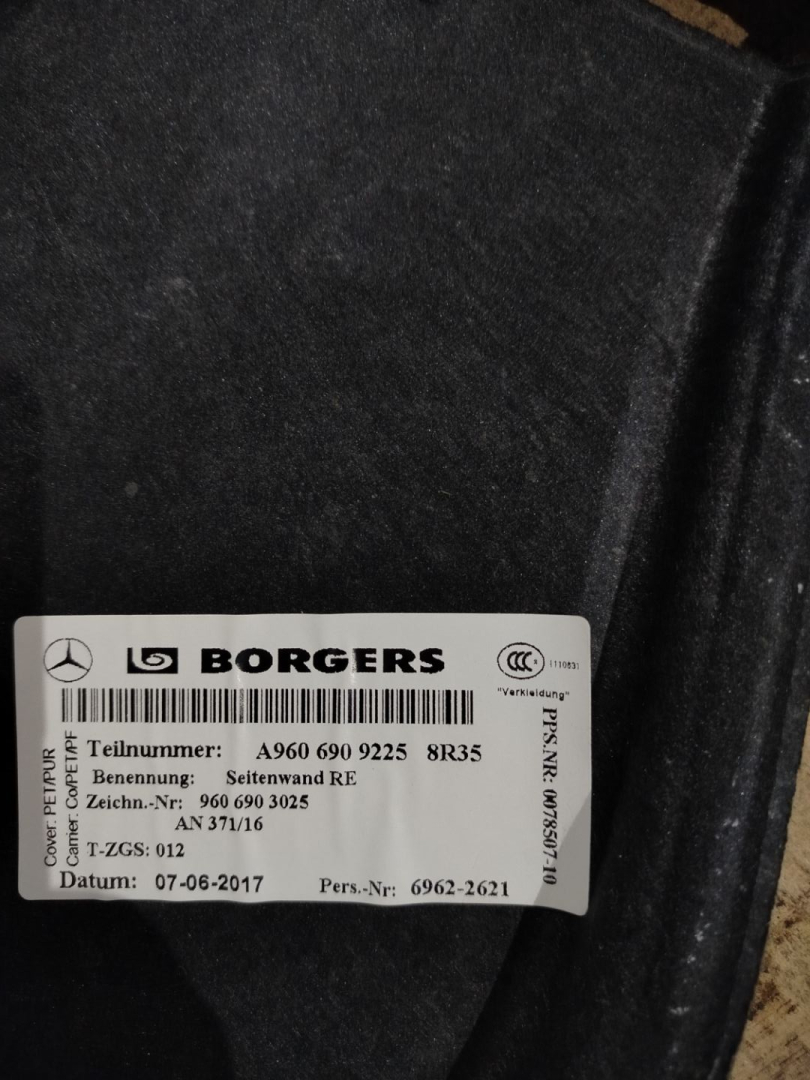 BORGERS
CCC
(110631
"Verkleidung"
Teilnummer: A960 690 9225 8R35
Benennung: Seitenwand RE
Zeichn.-Nr: 960 690 3025
AN 371/16
T-ZGS: 012
Datum: 07-06-2017 Pers.-Nr: 6962-2621
Cover: PET/PUR
Carrier: Co/PET/PF
PPS.NR: 0078507-10